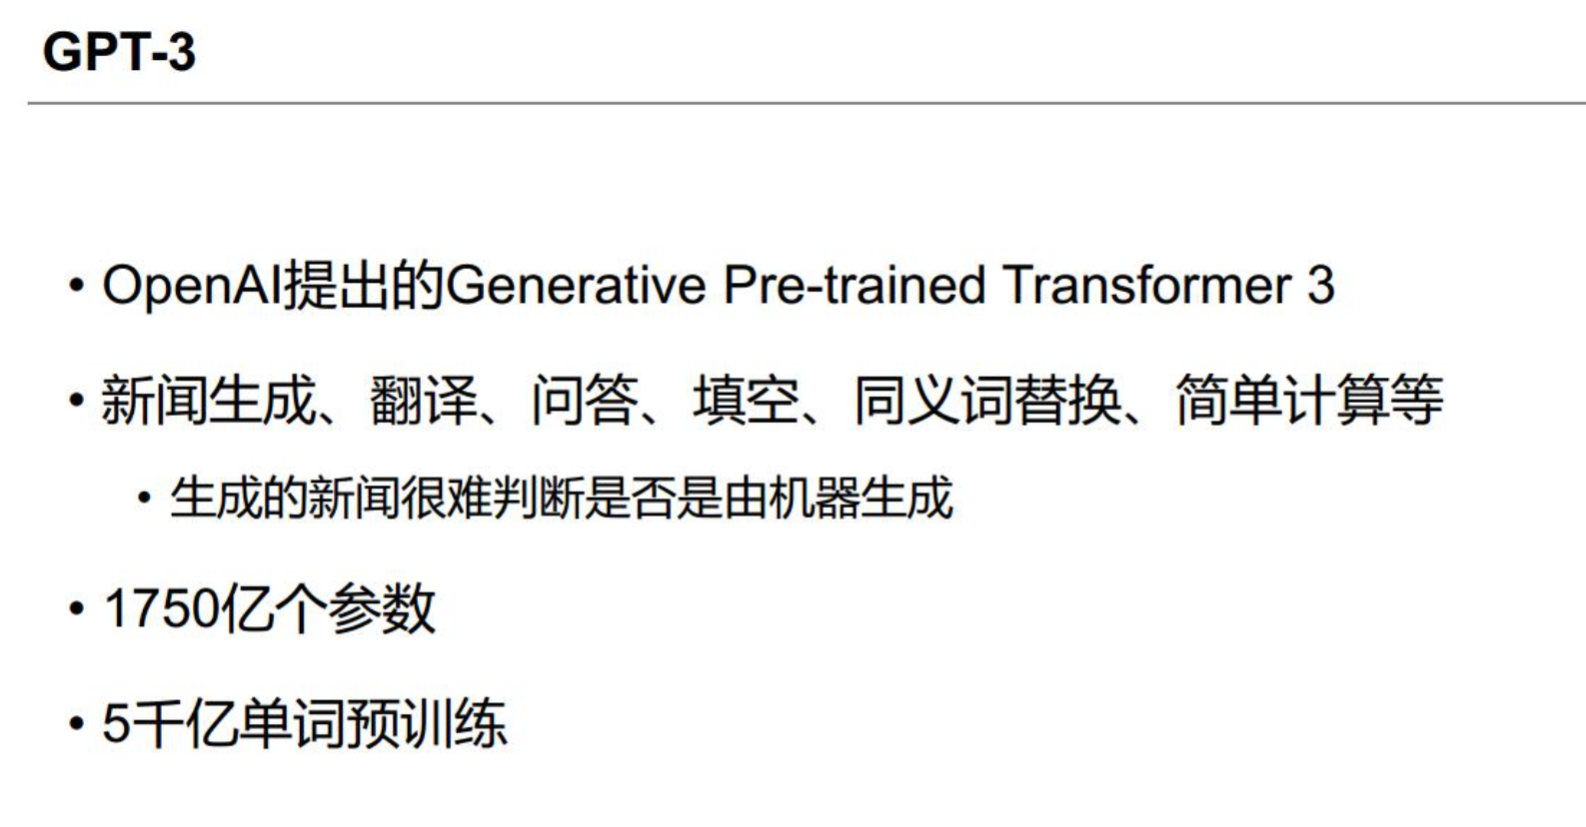 GPT-3
• OpenAI提出的Generative Pre-trained Transformer 3
• 新闻生成、翻译、问答、填空、同义词替换、简单计算等
• 生成的新闻很难判断是否是由机器生成
• 1750亿个参数
• 5千亿单词预训练